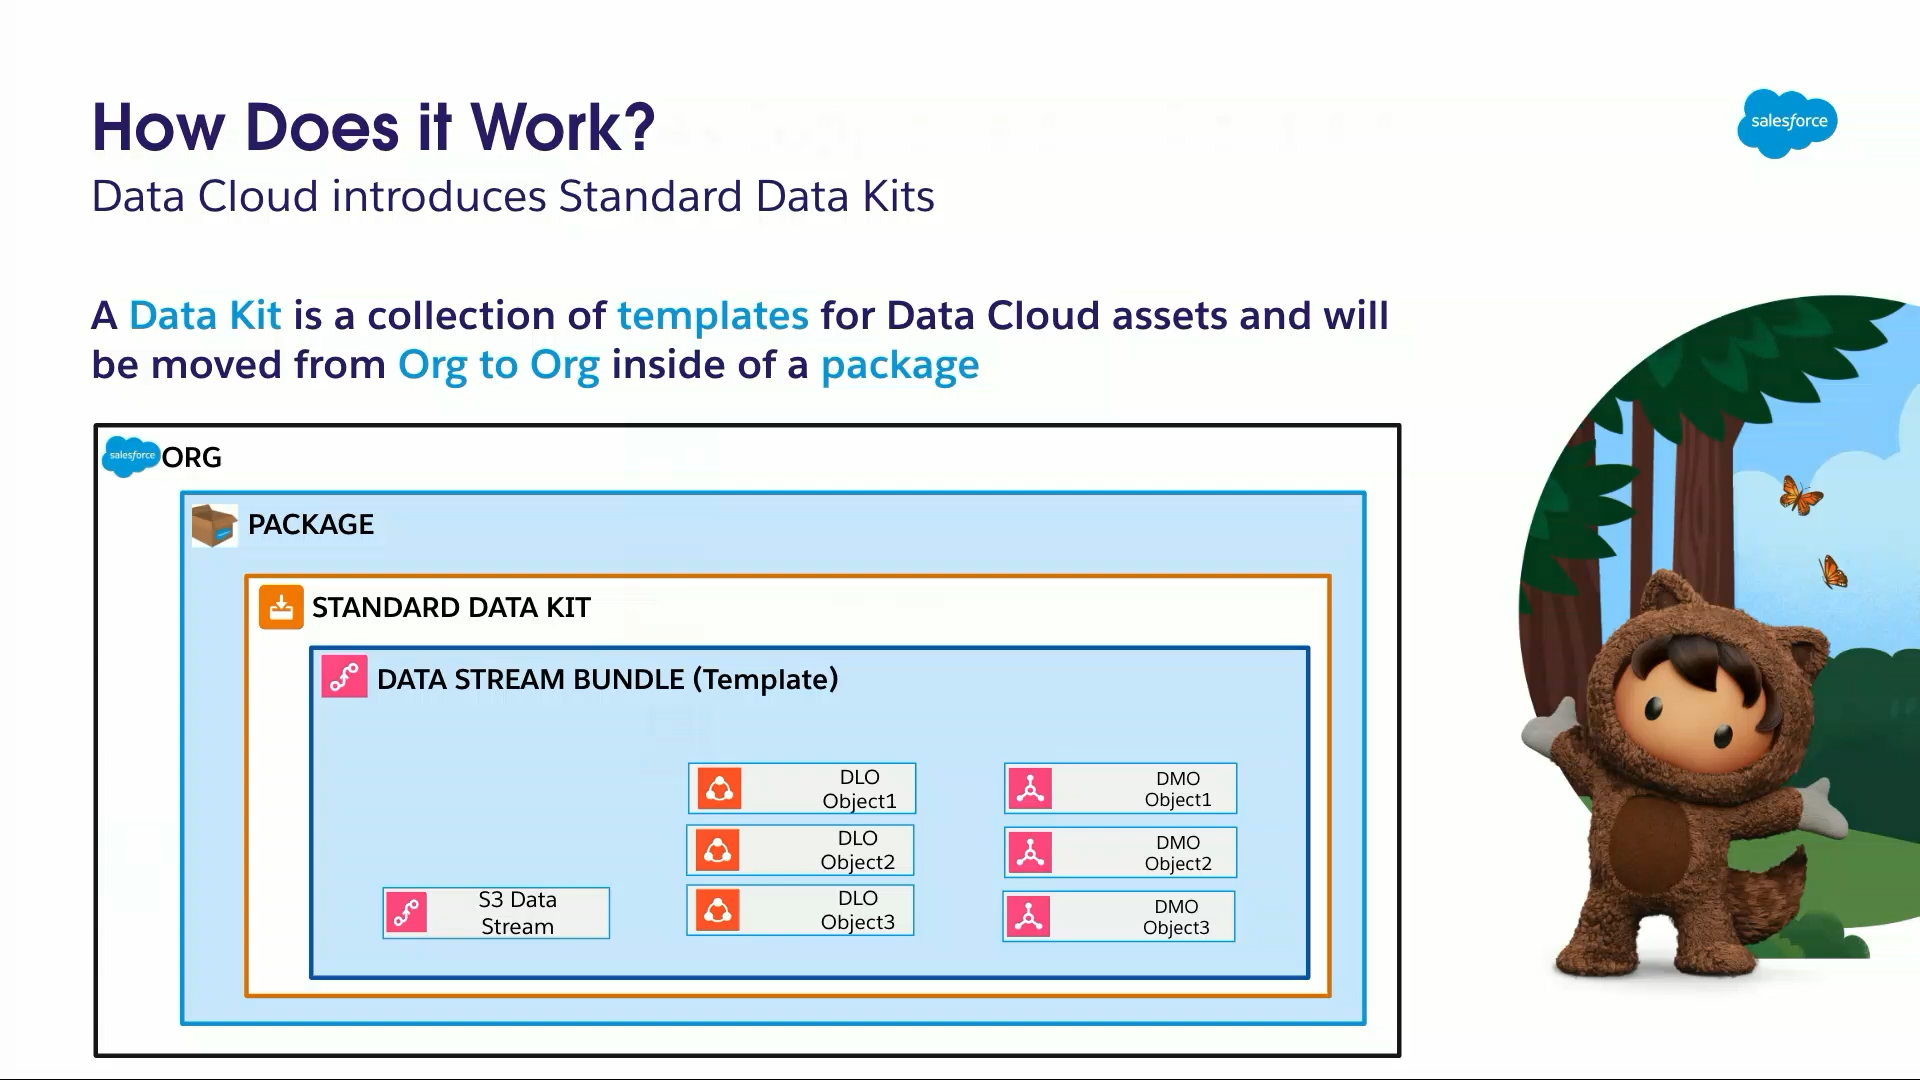 How Does it Work?
salesforce
Data Cloud introduces Standard Data Kits
A Data Kit is a collection of templates for Data Cloud assets and will
be moved from Org to Org inside of a package
salesforce ORG
PACKAGE
STANDARD DATA KIT
DATA STREAM BUNDLE (Template)
S3 Data
Stream
DLO
Object1
DLO
Object2
DLO
Object3
DMO
Object1
DMO
Object2
DMO
Object3